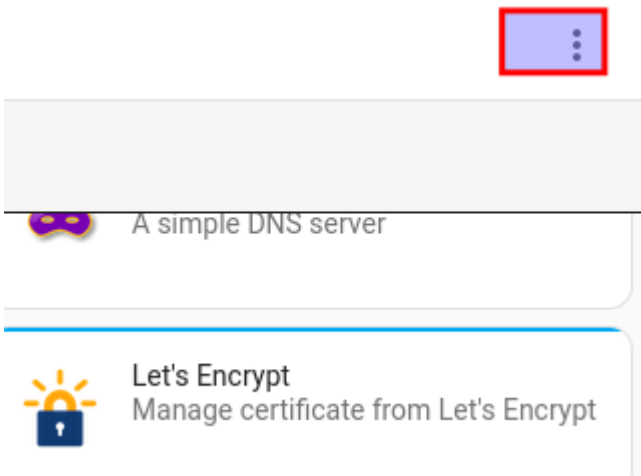 A simple DNS server
Let's Encrypt
Manage certificate from Let's Encrypt